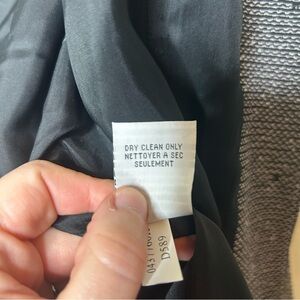 DRY CLEAN ONLY
NETTOYER A SEC
SEULEMENT
D589